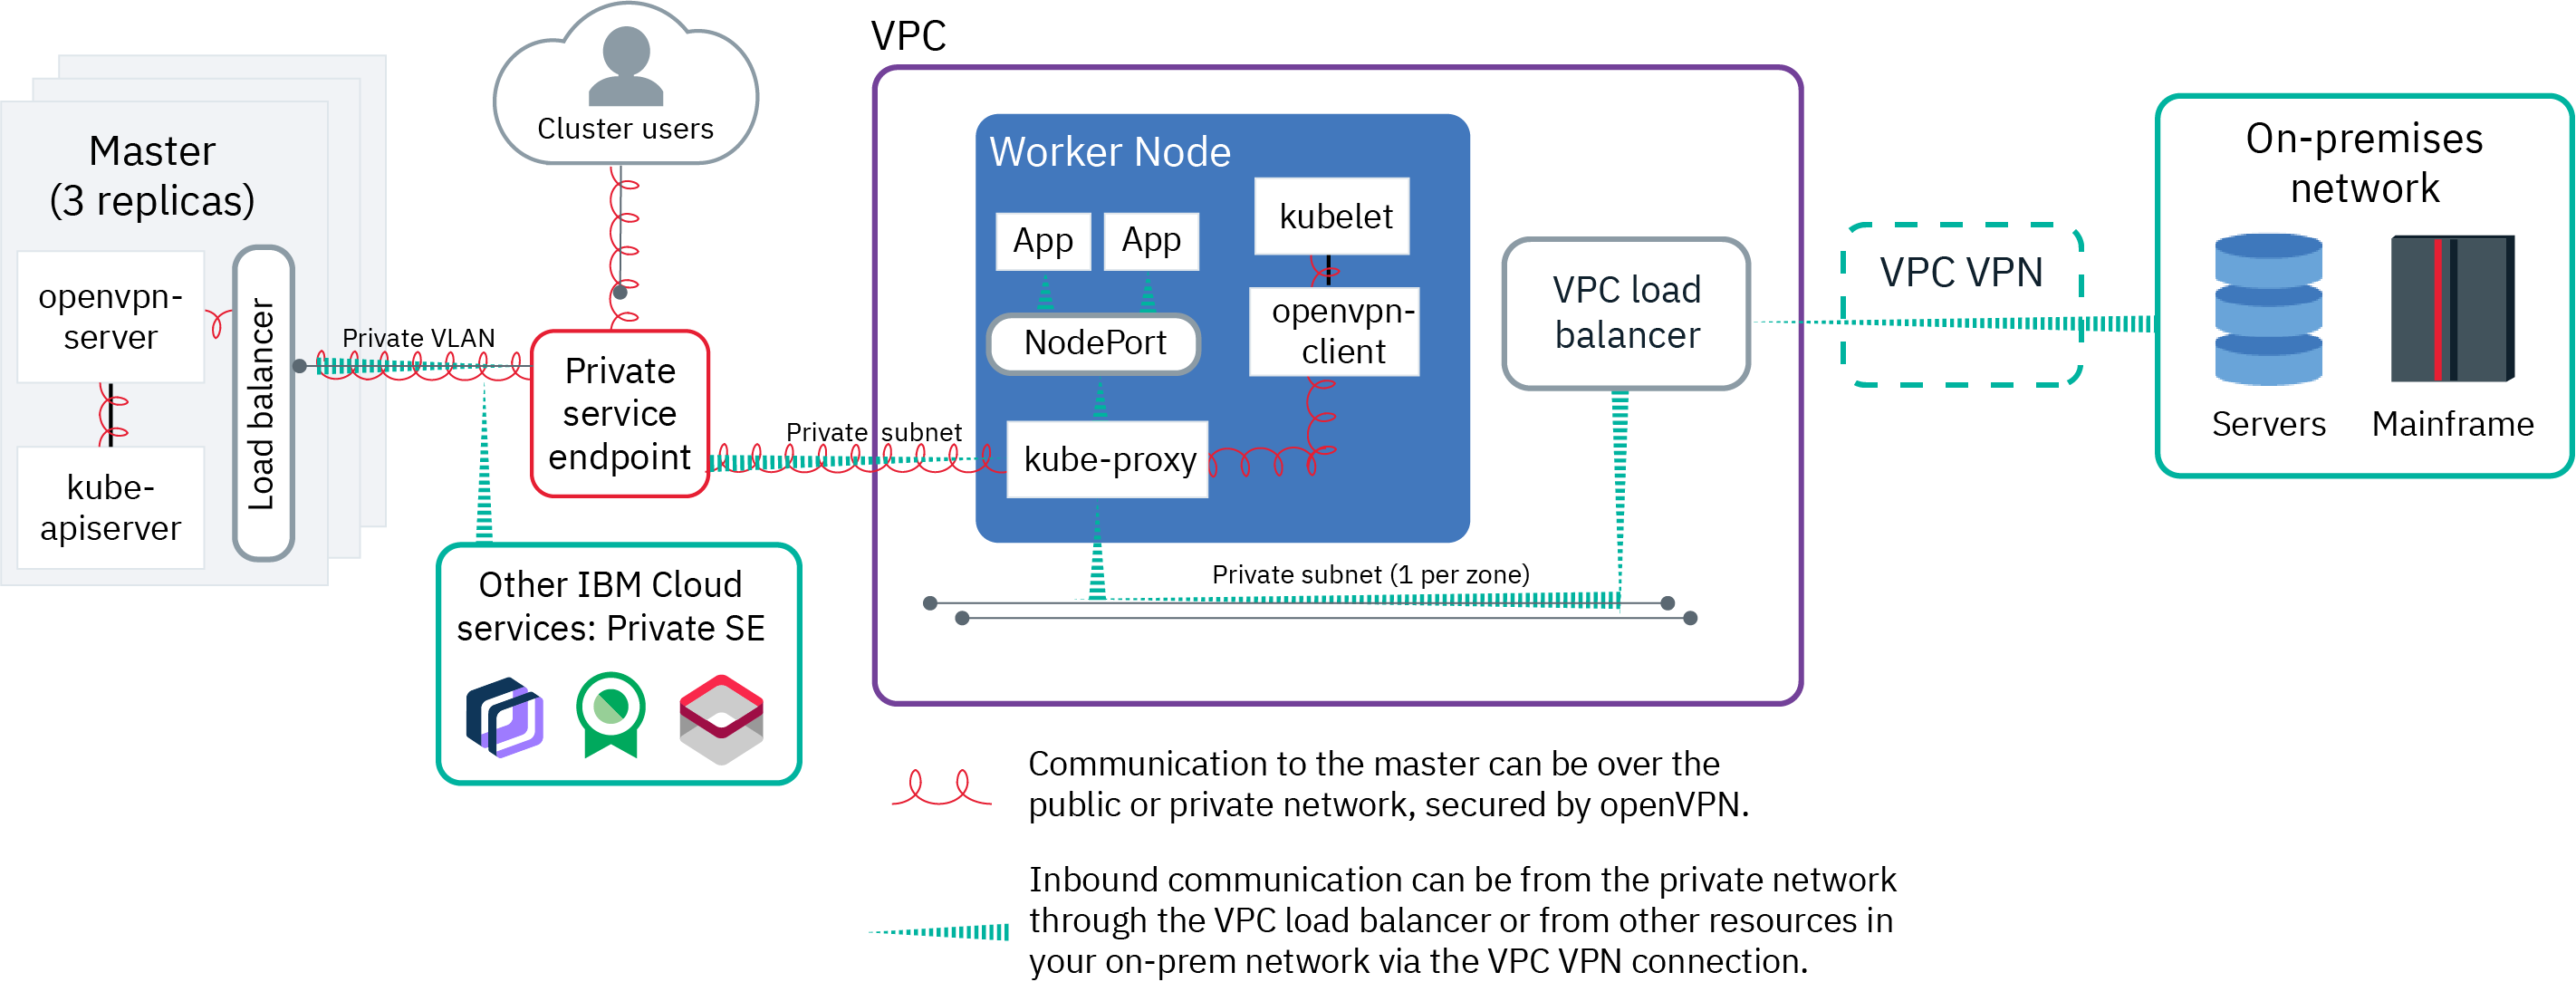 VPC
Cluster users
Master
(3 replicas)
openvpn-
server
kube-
apiserver
Load balancer
Private VLAN
Private
service
endpoint
Private subnet
Other IBM Cloud
services: Private SE
Worker Node
App
App
kubelet
NodePort
openvpn-
client
kube-proxy
VPC load
balancer
Private subnet (1 per zone)
VPC VPN
On-premises
network
Servers
Mainframe
Communication to the master can be over the
public or private network, secured by openVPN.
Inbound communication can be from the private network
through the VPC load balancer or from other resources in
your on-prem network via the VPC VPN connection.